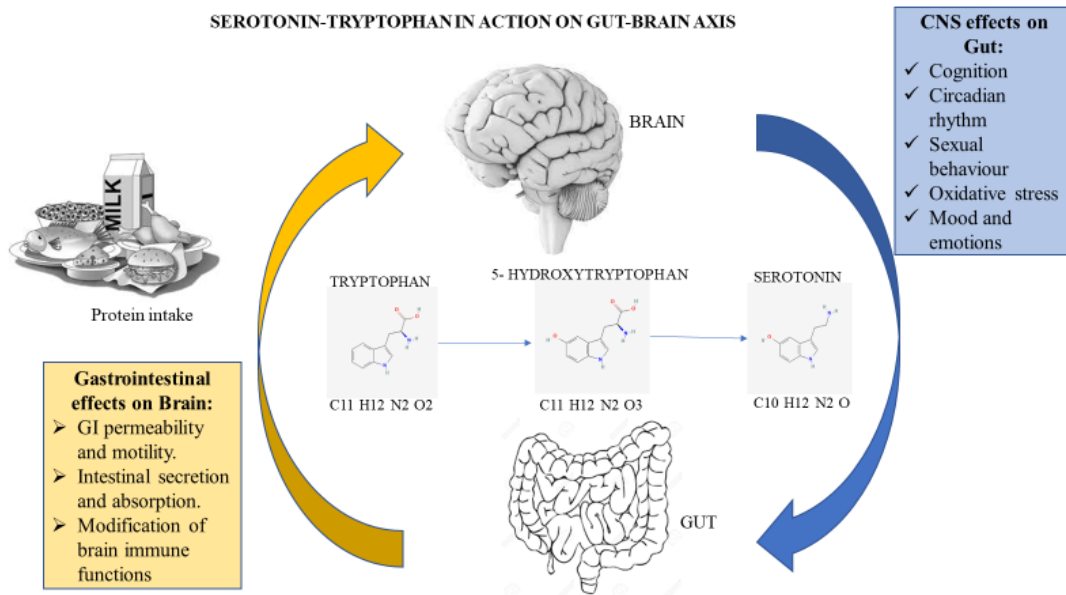 SEROTONIN-TRYPTOPHAN IN ACTION ON GUT-BRAIN AXIS
CNS effects on
Gut:
✓ Cognition
✓ Circadian
rhythm
✓ Sexual
behaviour
✓ Oxidative stress
✓ Mood and
emotions
BRAIN
MILK
Protein intake
TRYPTOPHAN
5- HYDROXYTRYPTOPHAN
SEROTONIN
C11 H12 N2 O2
C11 H12 N2 O3
C10 H12 N2 O
Gastrointestinal
effects on Brain:
➢ GI permeability
and motility.
➢ Intestinal secretion
and absorption.
➢ Modification of
brain immune
functions
GUT